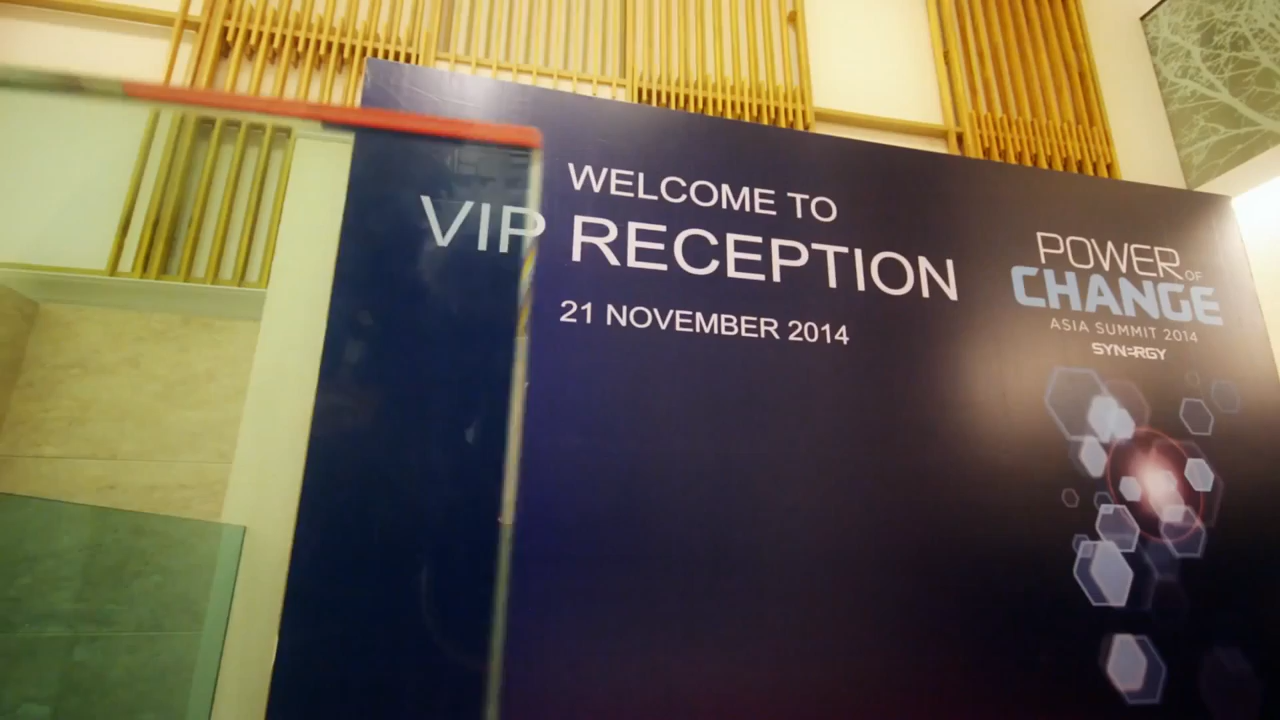 WELCOME TO
VIP RECEPTION
21 NOVEMBER 2014
POWER OF
CHANGE
ASIA SUMMIT 2014
SYNERGY